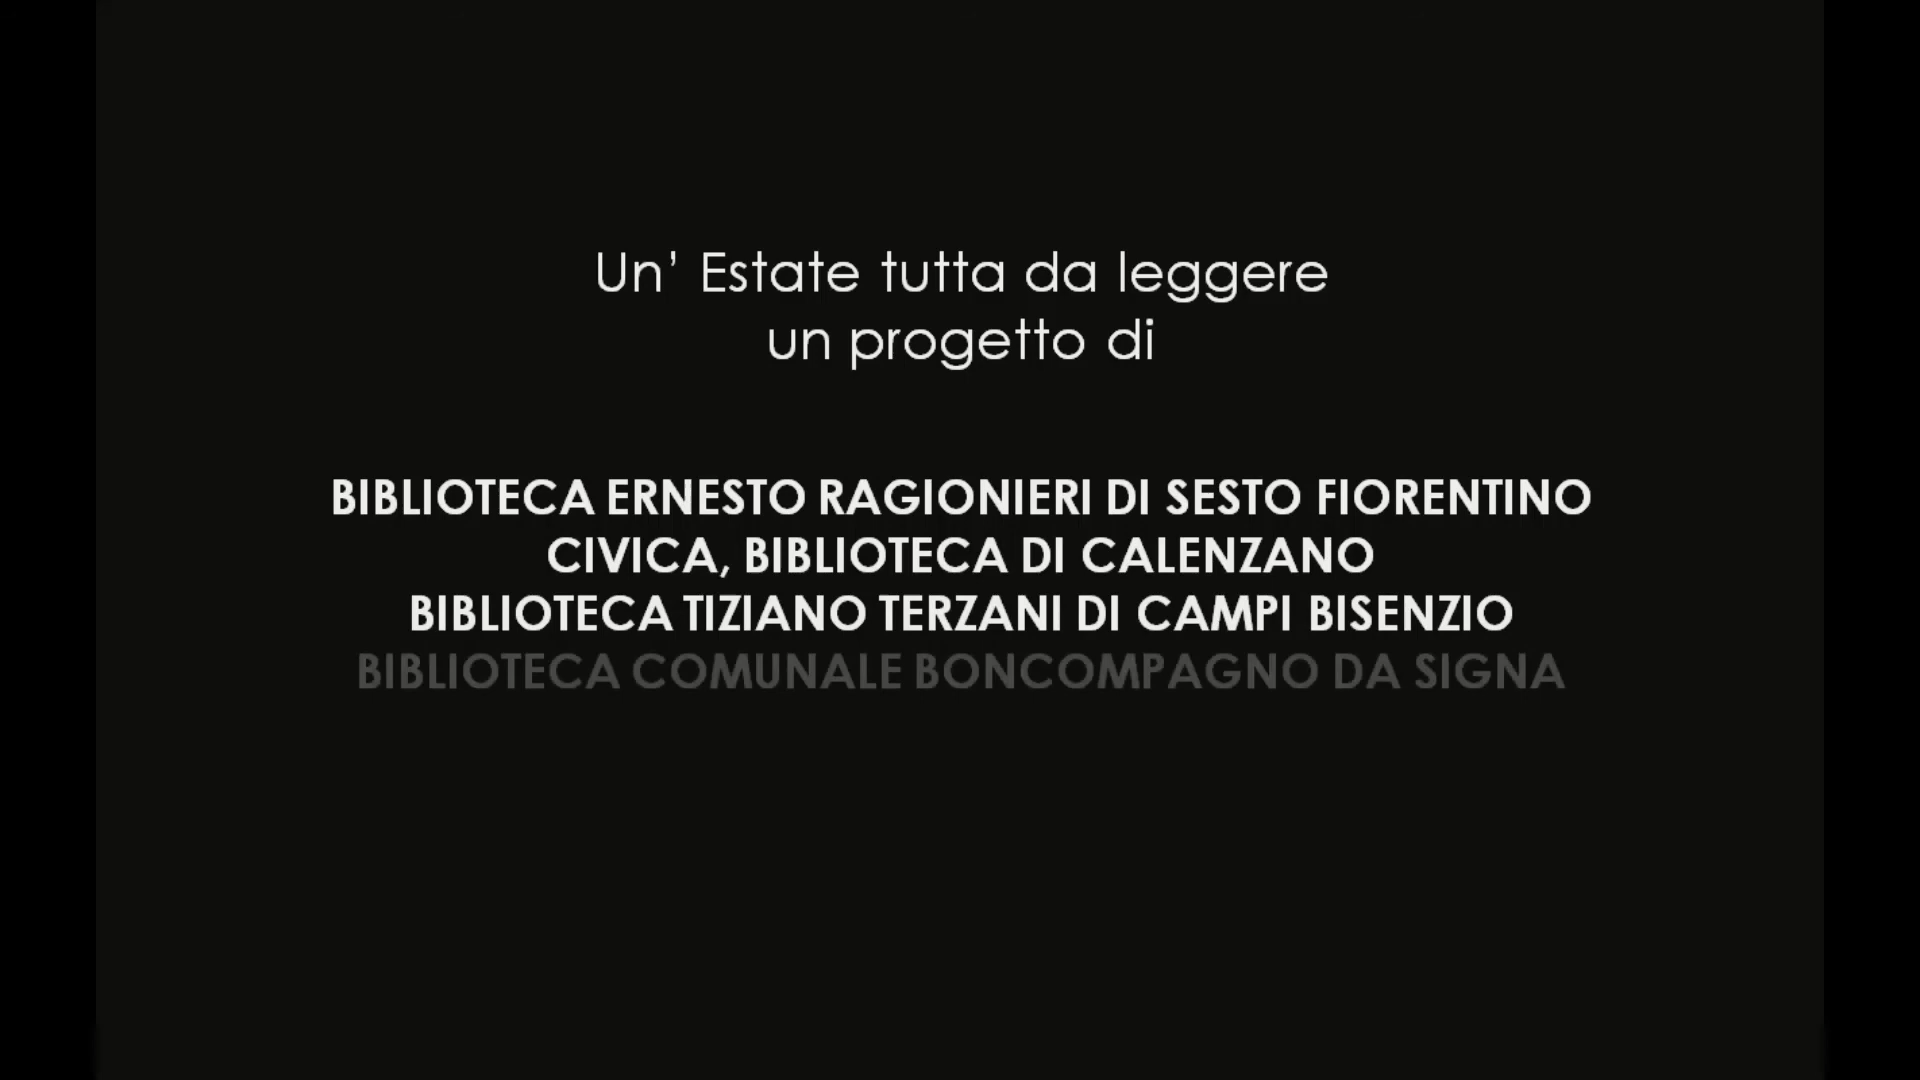 Un’ Estate tutta da leggere
un progetto di
BIBLIOTECA ERNESTO RAGIONIERI DI SESTO FIORENTINO
CIVICA, BIBLIOTECA DI CALENZANO
BIBLIOTECA TIZIANO TERZANI DI CAMPI BISENZIO
BIBLIOTECA COMUNALE BONCOMPAGNO DA SIGNA